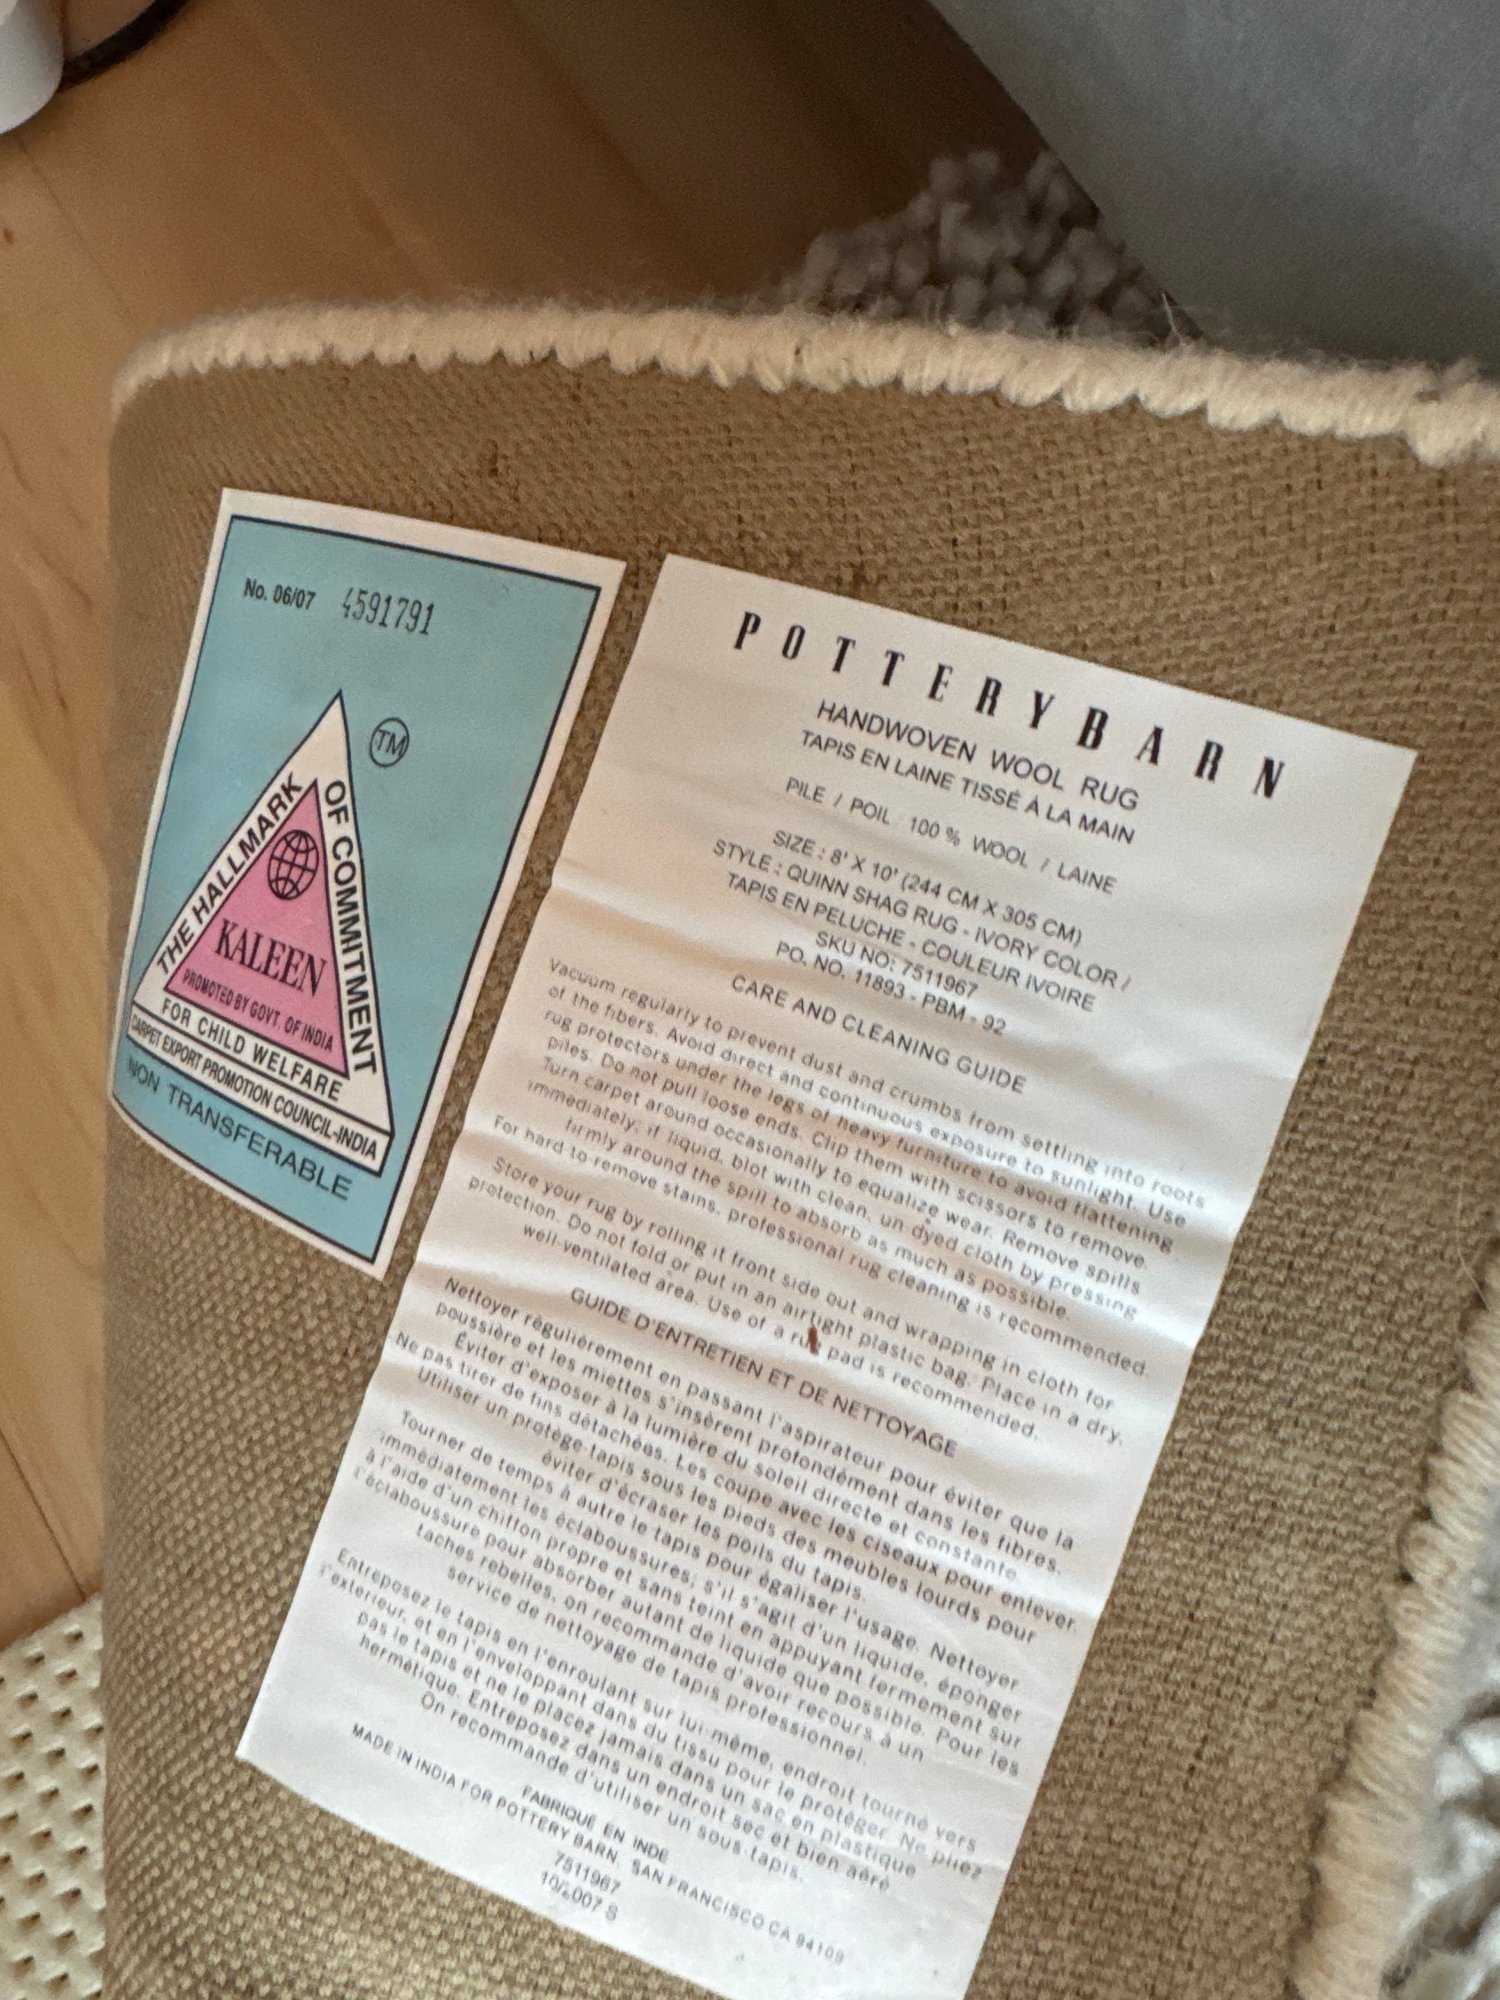 No. 06/07 4591791
TM
THE HALLMARK OF COMMITMENT
KALEEN
PROMOTED BY GOVT. OF INDIA
FOR CHILD WELFARE
CARPET EXPORT PROMOTION COUNCIL-INDIA
NON TRANSFERABLE
POTTERYBARN
HANDWOVEN WOOL RUG
TAPIS EN LAINE TISSÉ À LA MAIN
PILE / POIL 100 % WOOL / LAINE
SIZE : 8' X 10' (244 CM X 305 CM)
STYLE : QUINN SHAG RUG - IVORY COLOR /
TAPIS EN PELUCHE - COULEUR IVOIRE
SKU NO: 7511967
PO. NO. 11893 - PBM - 92
CARE AND CLEANING GUIDE
Vacuum regularly to prevent dust and crumbs from settling into roots
of the fibers. Avoid direct and continuous exposure to sunlight. Use
rug protectors under the legs of heavy furniture to avoid flattening
piles. Do not pull loose ends. Clip them with scissors to remove.
Turn carpet around occasionally to equalize wear. Remove spills
immediately; if liquid, blot with clean, un dyed cloth by pressing
firmly around the spill to absorb as much as possible.
For hard-to-remove stains, professional rug cleaning is recommended.
Store your rug by rolling it front side out and wrapping in cloth for
protection. Do not fold or put in an airtight plastic bag. Place in a dry,
well-ventilated area. Use of a rug pad is recommended.
GUIDE D'ENTRETIEN ET DE NETTOYAGE
Nettoyer régulièrement en passant l'aspirateur pour éviter que la
poussière et les miettes s'insèrent profondément dans les fibres.
Éviter d'exposer à la lumière du soleil directe et constante.
Ne pas tirer de fins détachées. Les coupe avec les ciseaux pour enlever.
Utiliser un protège-tapis sous les pieds des meubles lourds pour
éviter d'écraser les poils du tapis.
Tourner de temps à autre le tapis pour égaliser l'usage. Nettoyer
immédiatement les éclaboussures; s'il s'agit d'un liquide, éponger
à l'aide d'un chiffon propre et sans teint en appuyant fermement sur
l'éclaboussure pour absorber autant de liquide que possible. Pour les
taches rebelles, on recommande d'avoir recours à un
service de nettoyage de tapis professionnel.
Entreposez le tapis en l'enroulant sur lui-même, endroit tourné vers
l'extérieur, et en l'enveloppant dans du tissu pour le protéger. Ne pliez
pas le tapis et ne le placez jamais dans un sac en plastique
hermétique. Entreposez dans un endroit sec et bien aéré
On recommande d'utiliser un sous-tapis.
FABRIQUÉ EN INDE
MADE IN INDIA FOR POTTERY BARN, SAN FRANCISCO CA 94109
7511967
10/2007 S